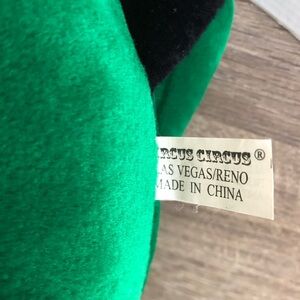 RCUS CIRCUS®
LAS VEGAS/RENO
MADE IN CHINA